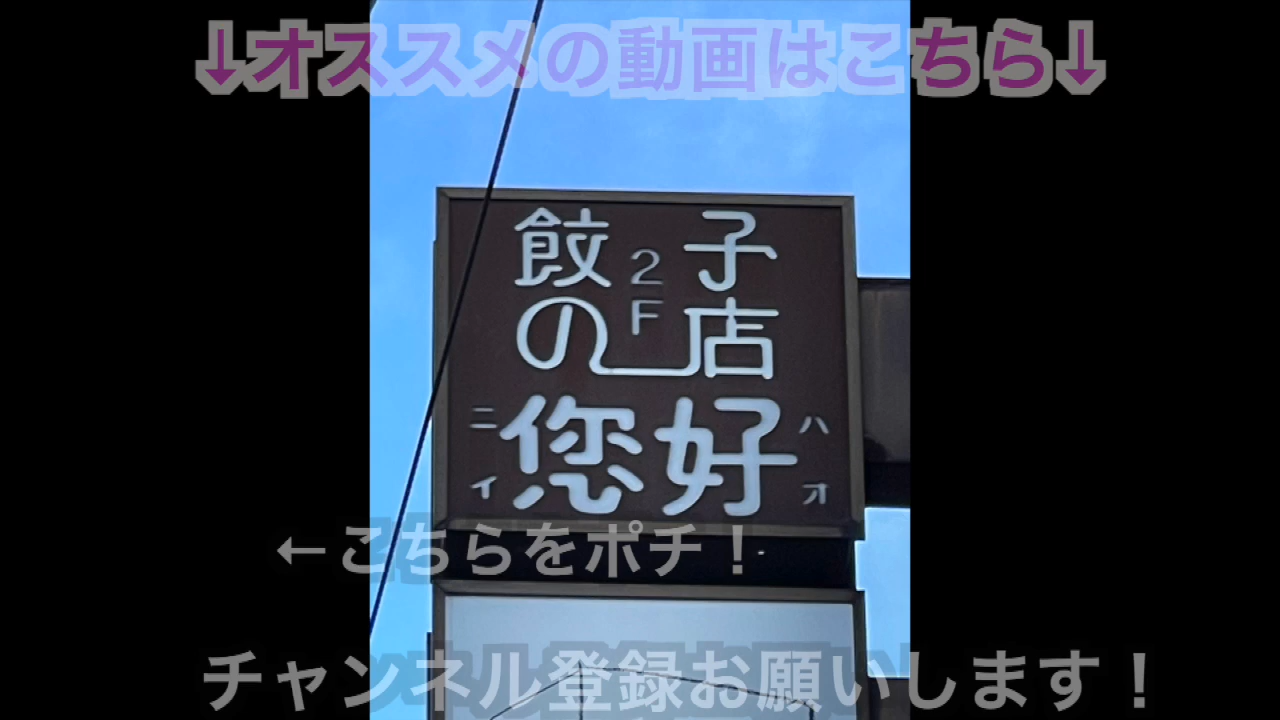 ↓オススメの動画はこちら↓
餃子
2F
の店
ニイ
您好
ハオ
←こちらをポチ！
チャンネル登録お願いします！